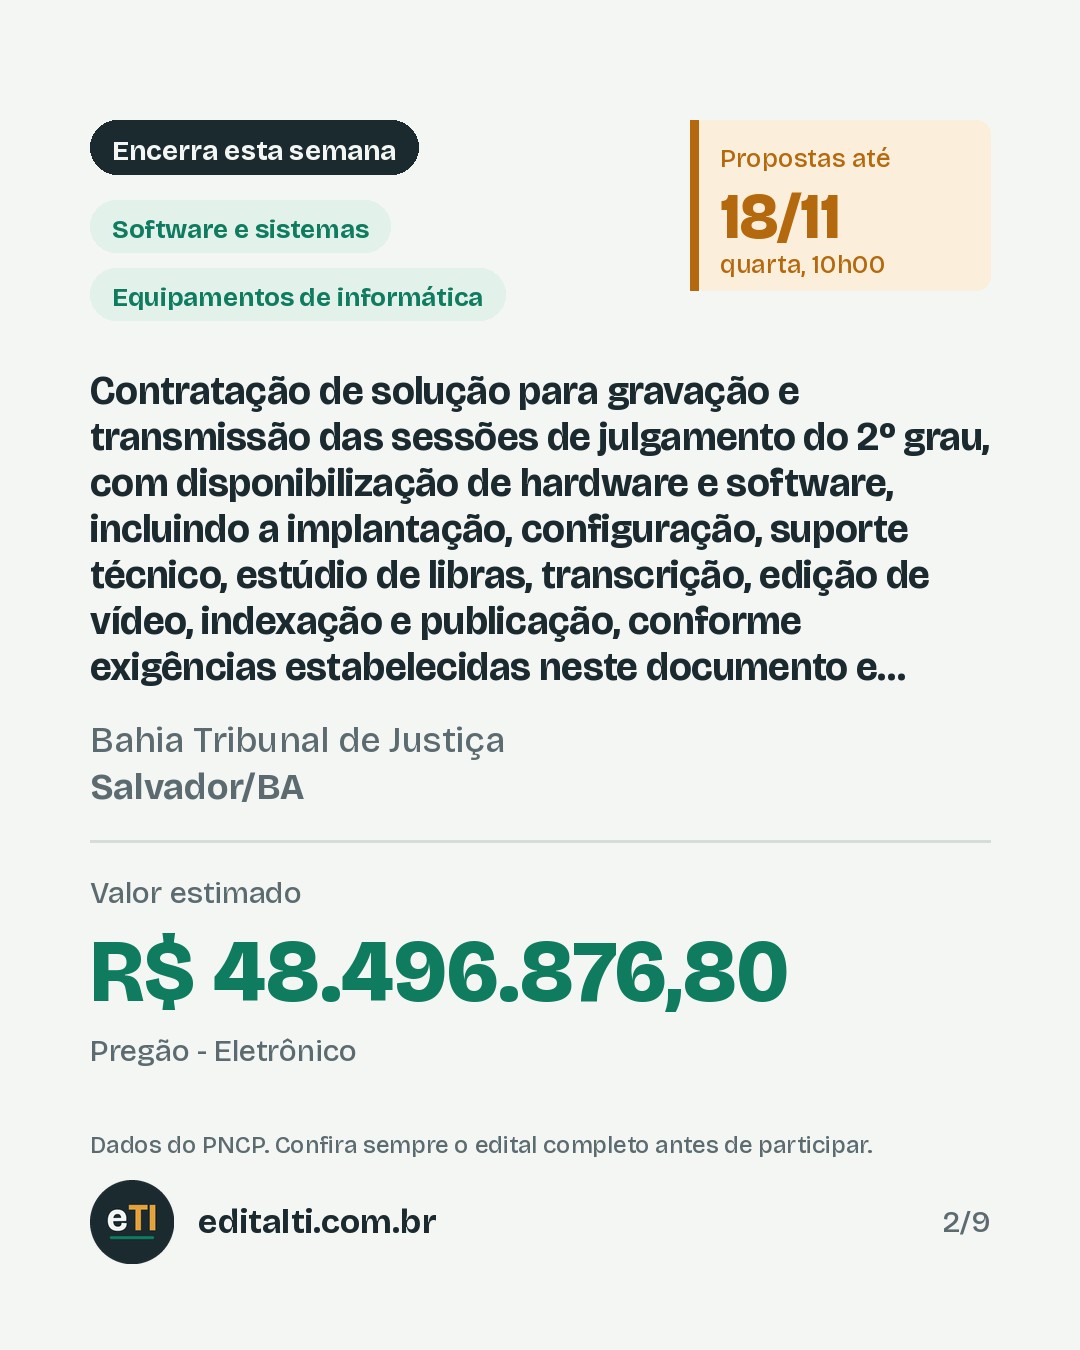 Encerra esta semana
Software e sistemas
Equipamentos de informática
Propostas até
18/11
quarta, 10h00
Contratação de solução para gravação e
transmissão das sessões de julgamento do 2º grau,
com disponibilização de hardware e software,
incluindo a implantação, configuração, suporte
técnico, estúdio de libras, transcrição, edição de
vídeo, indexação e publicação, conforme
exigências estabelecidas neste documento e...
Bahia Tribunal de Justiça
Salvador/BA
Valor estimado
R$ 48.496.876,80
Pregão - Eletrônico
Dados do PNCP. Confira sempre o edital completo antes de participar.
eTI
editalti.com.br
2/9